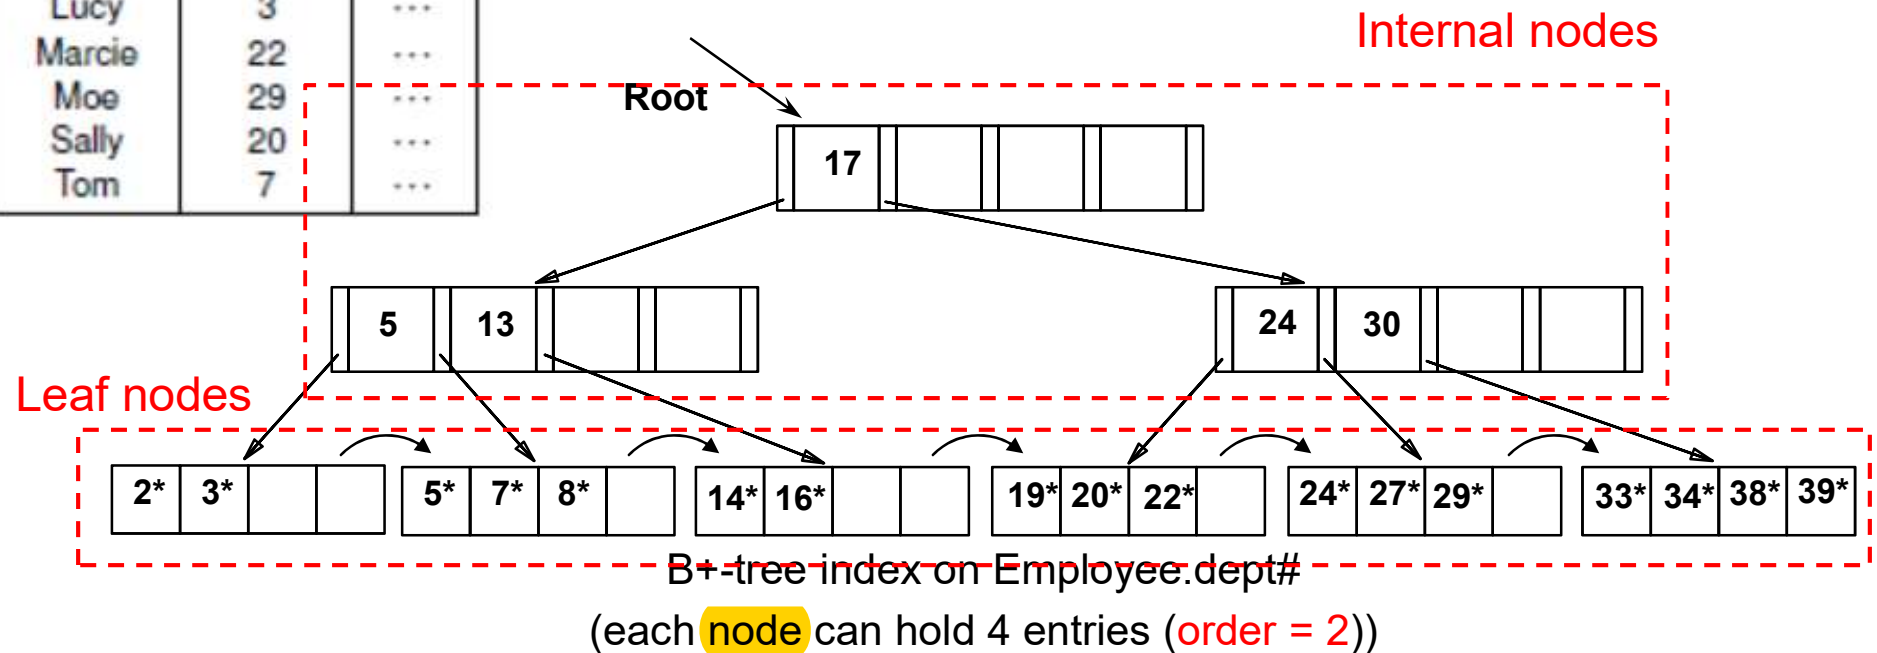 Lucy 3 ...
Marcie 22 ...
Moe 29 ...
Sally 20 ...
Tom 7 ...
Internal nodes
Root
17
5 13
24 30
Leaf nodes
2* 3*
5* 7* 8*
14* 16*
19* 20* 22*
24* 27* 29*
33* 34* 38* 39*
B+-tree index on Employee.dept#
(each node can hold 4 entries (order = 2))